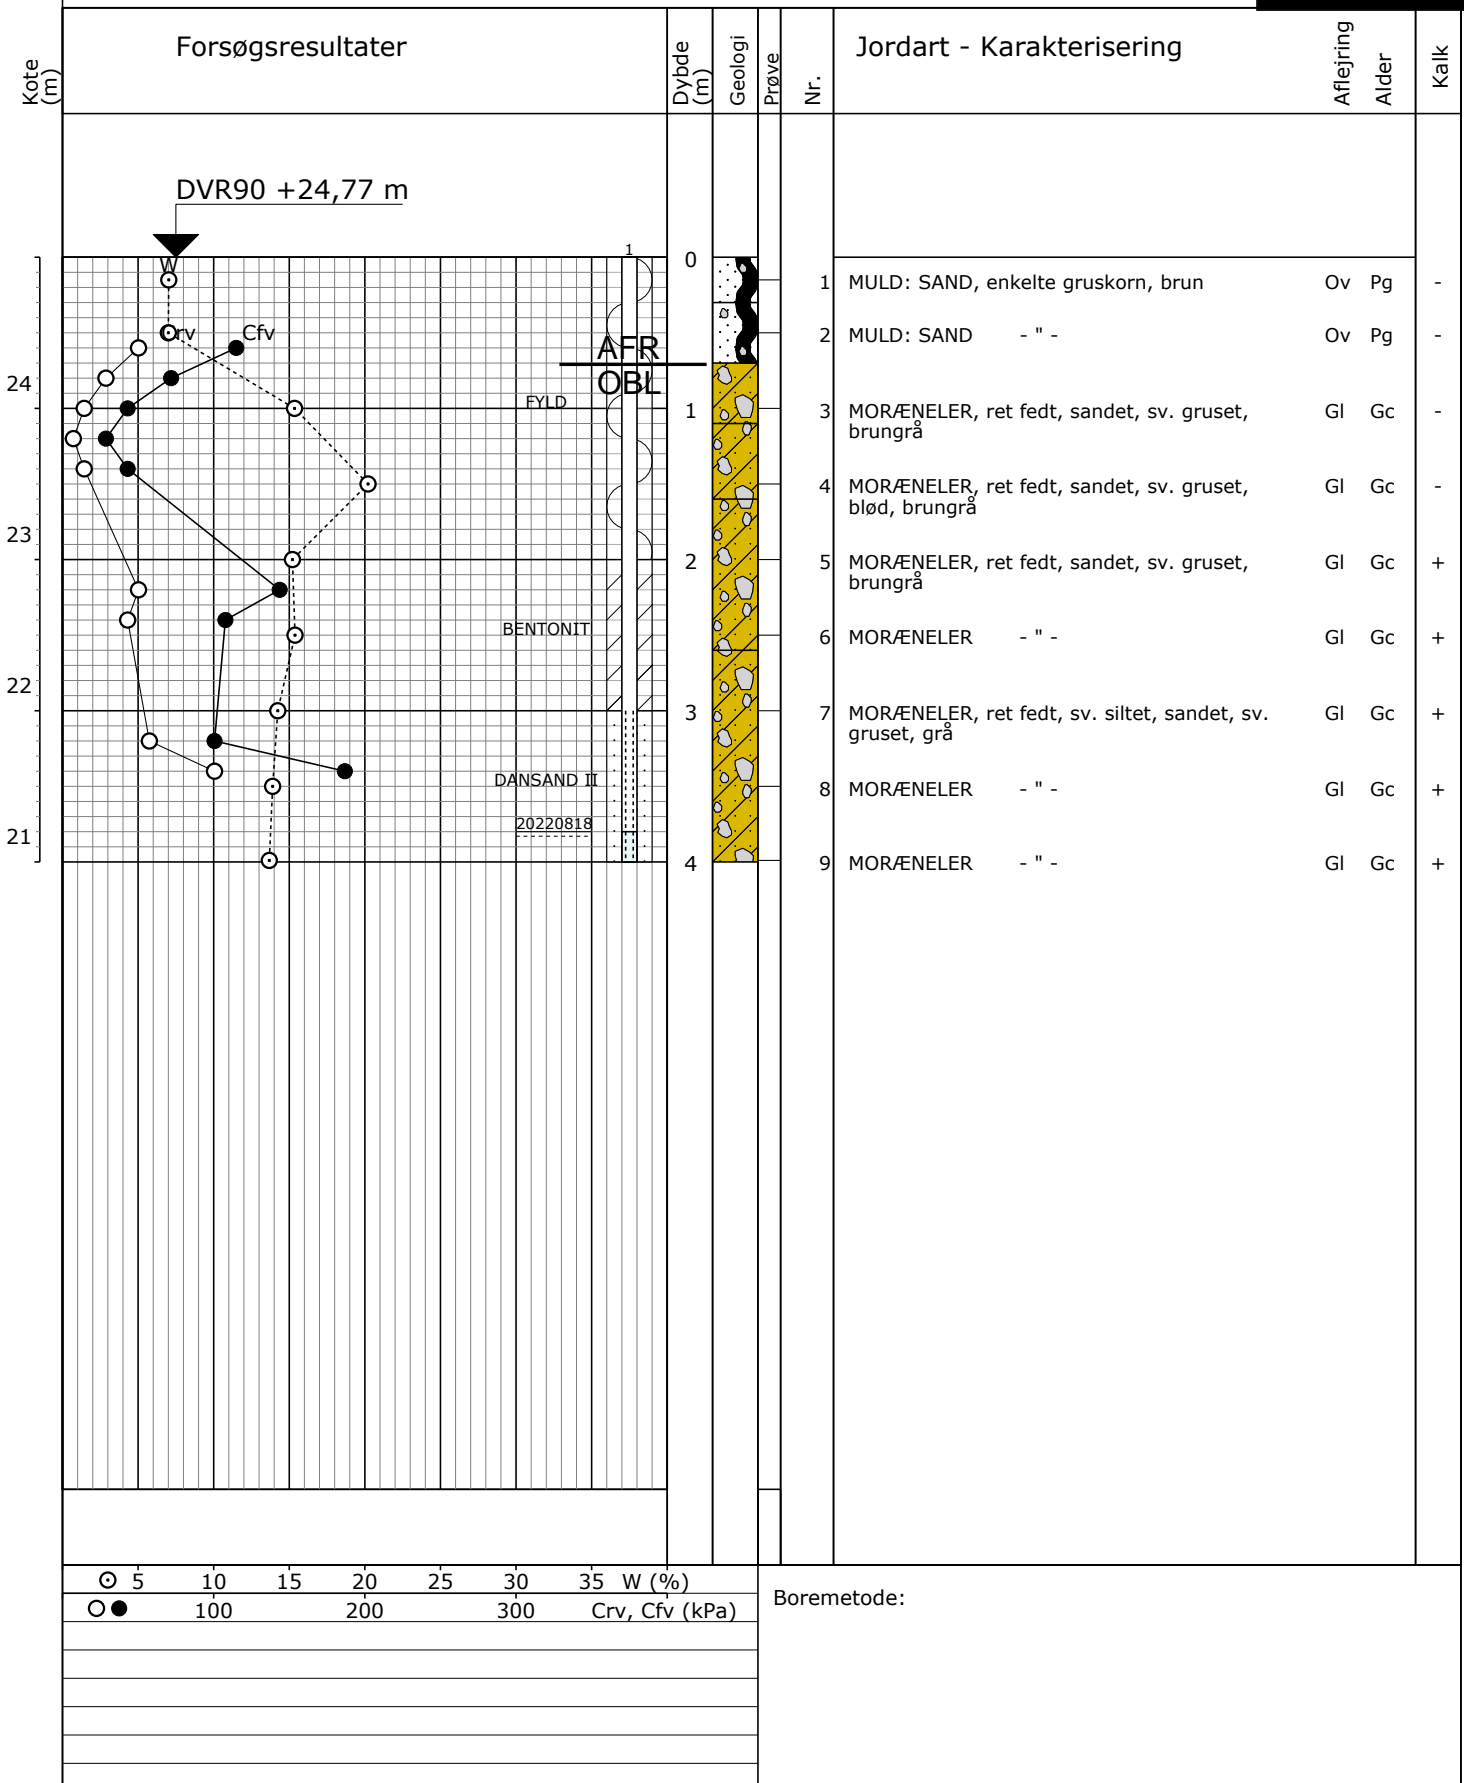 Kote
(m)
Forsøgsresultater
Dybde
(m)
Geologi
Prøve
Nr.
Jordart - Karakterisering
Aflejring
Alder
Kalk
DVR90 +24,77 m
W
Crv
Cfv
1
AFR
OBL
FYLD
BENTONIT
DANSAND II
20220818
24
23
22
21
0
1
2
3
4
1 MULD: SAND, enkelte gruskorn, brun Ov Pg -
2 MULD: SAND - " - Ov Pg -
3 MORÆNELER, ret fedt, sandet, sv. gruset, Gl Gc -
brungrå
4 MORÆNELER, ret fedt, sandet, sv. gruset, Gl Gc -
blød, brungrå
5 MORÆNELER, ret fedt, sandet, sv. gruset, Gl Gc +
brungrå
6 MORÆNELER - " - Gl Gc +
7 MORÆNELER, ret fedt, sv. siltet, sandet, sv. Gl Gc +
gruset, grå
8 MORÆNELER - " - Gl Gc +
9 MORÆNELER - " - Gl Gc +
5 10 15 20 25 30 35 W (%)
100 200 300 Crv, Cfv (kPa)
Boremetode: